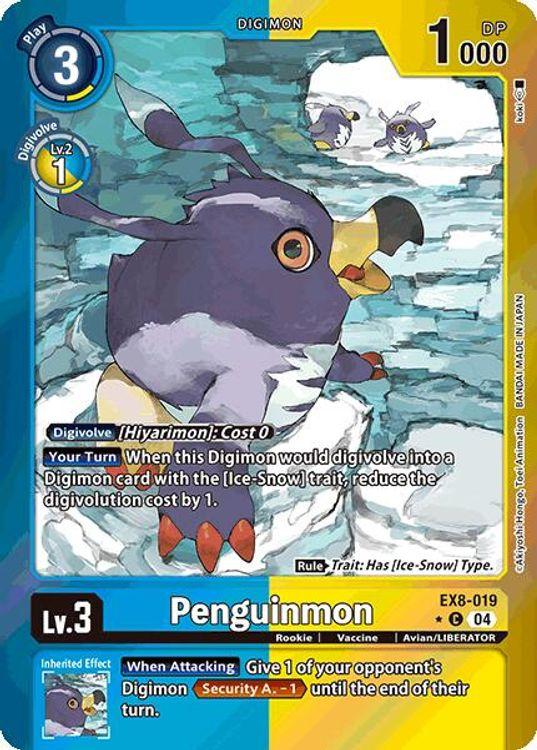 DIGIMON
Play
3
DP
1000
Digivolve
Lv.2
1
koki
BANDAI MADE IN JAPAN
©Akiyoshi Hongo, Toei Animation
Digivolve [Hiyarimon]: Cost 0
Your Turn When this Digimon would digivolve into a
Digimon card with the [Ice-Snow] trait, reduce the
digivolution cost by 1.
Rule Trait: Has [Ice-Snow] Type.
Lv.3
Penguinmon
EX8-019
★ C 04
Rookie | Vaccine | Avian/LIBERATOR
Inherited Effect
When Attacking Give 1 of your opponent's
Digimon Security A. -1 until the end of their
turn.